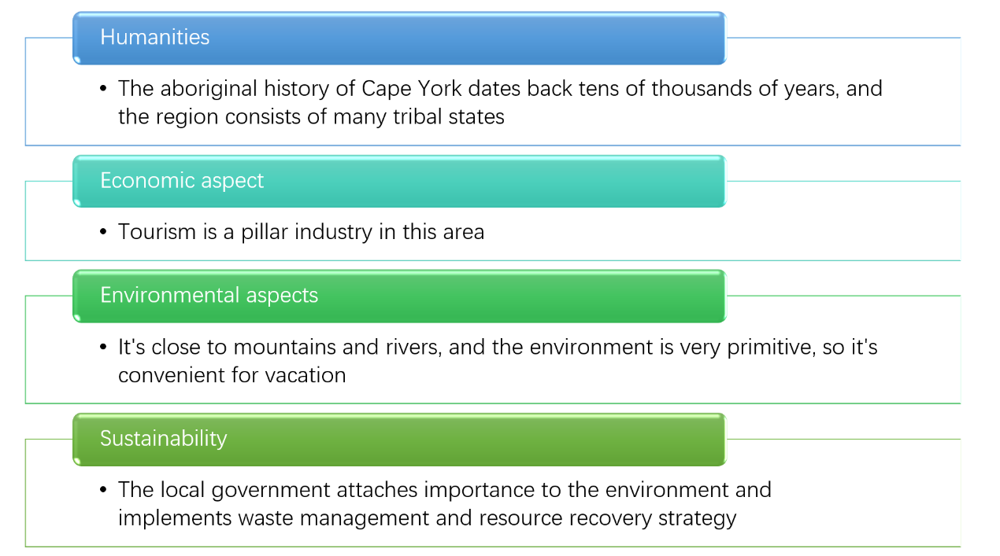 Humanities
• The aboriginal history of Cape York dates back tens of thousands of years, and
the region consists of many tribal states
Economic aspect
• Tourism is a pillar industry in this area
Environmental aspects
• It's close to mountains and rivers, and the environment is very primitive, so it's
convenient for vacation
Sustainability
• The local government attaches importance to the environment and
implements waste management and resource recovery strategy